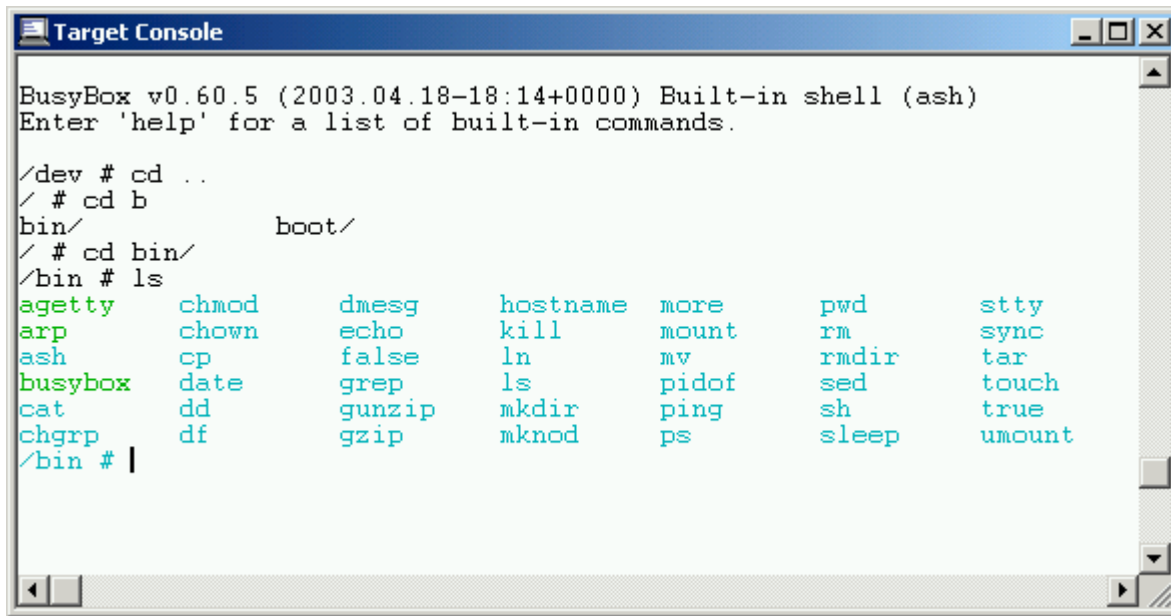 Target Console
BusyBox v0.60.5 (2003.04.18-18:14+0000) Built-in shell (ash)
Enter 'help' for a list of built-in commands.
/dev # cd ..
/ # cd b
bin/ boot/
/ # cd bin/
/bin # ls
agetty chmod dmesg hostname more pwd stty
arp chown echo kill mount rm sync
ash cp false ln mv rmdir tar
busybox date grep ls pidof sed touch
cat dd gunzip mkdir ping sh true
chgrp df gzip mknod ps sleep umount
/bin #